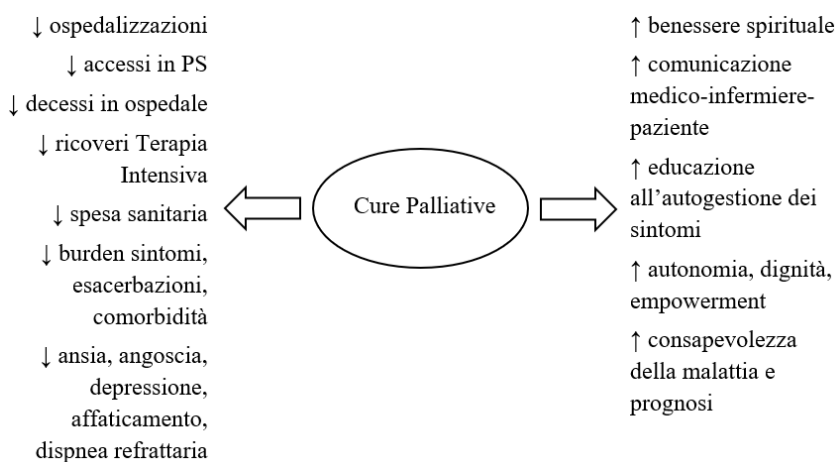 ↓ ospedalizzazioni
↓ accessi in PS
↓ decessi in ospedale
↓ ricoveri Terapia
Intensiva
↓ spesa sanitaria
↓ burden sintomi,
esacerbazioni,
comorbidità
↓ ansia, angoscia,
depressione,
affaticamento,
dispnea refrattaria
Cure Palliative
↑ benessere spirituale
↑ comunicazione
medico-infermiere-
paziente
↑ educazione
all’autogestione dei
sintomi
↑ autonomia, dignità,
empowerment
↑ consapevolezza
della malattia e
prognosi